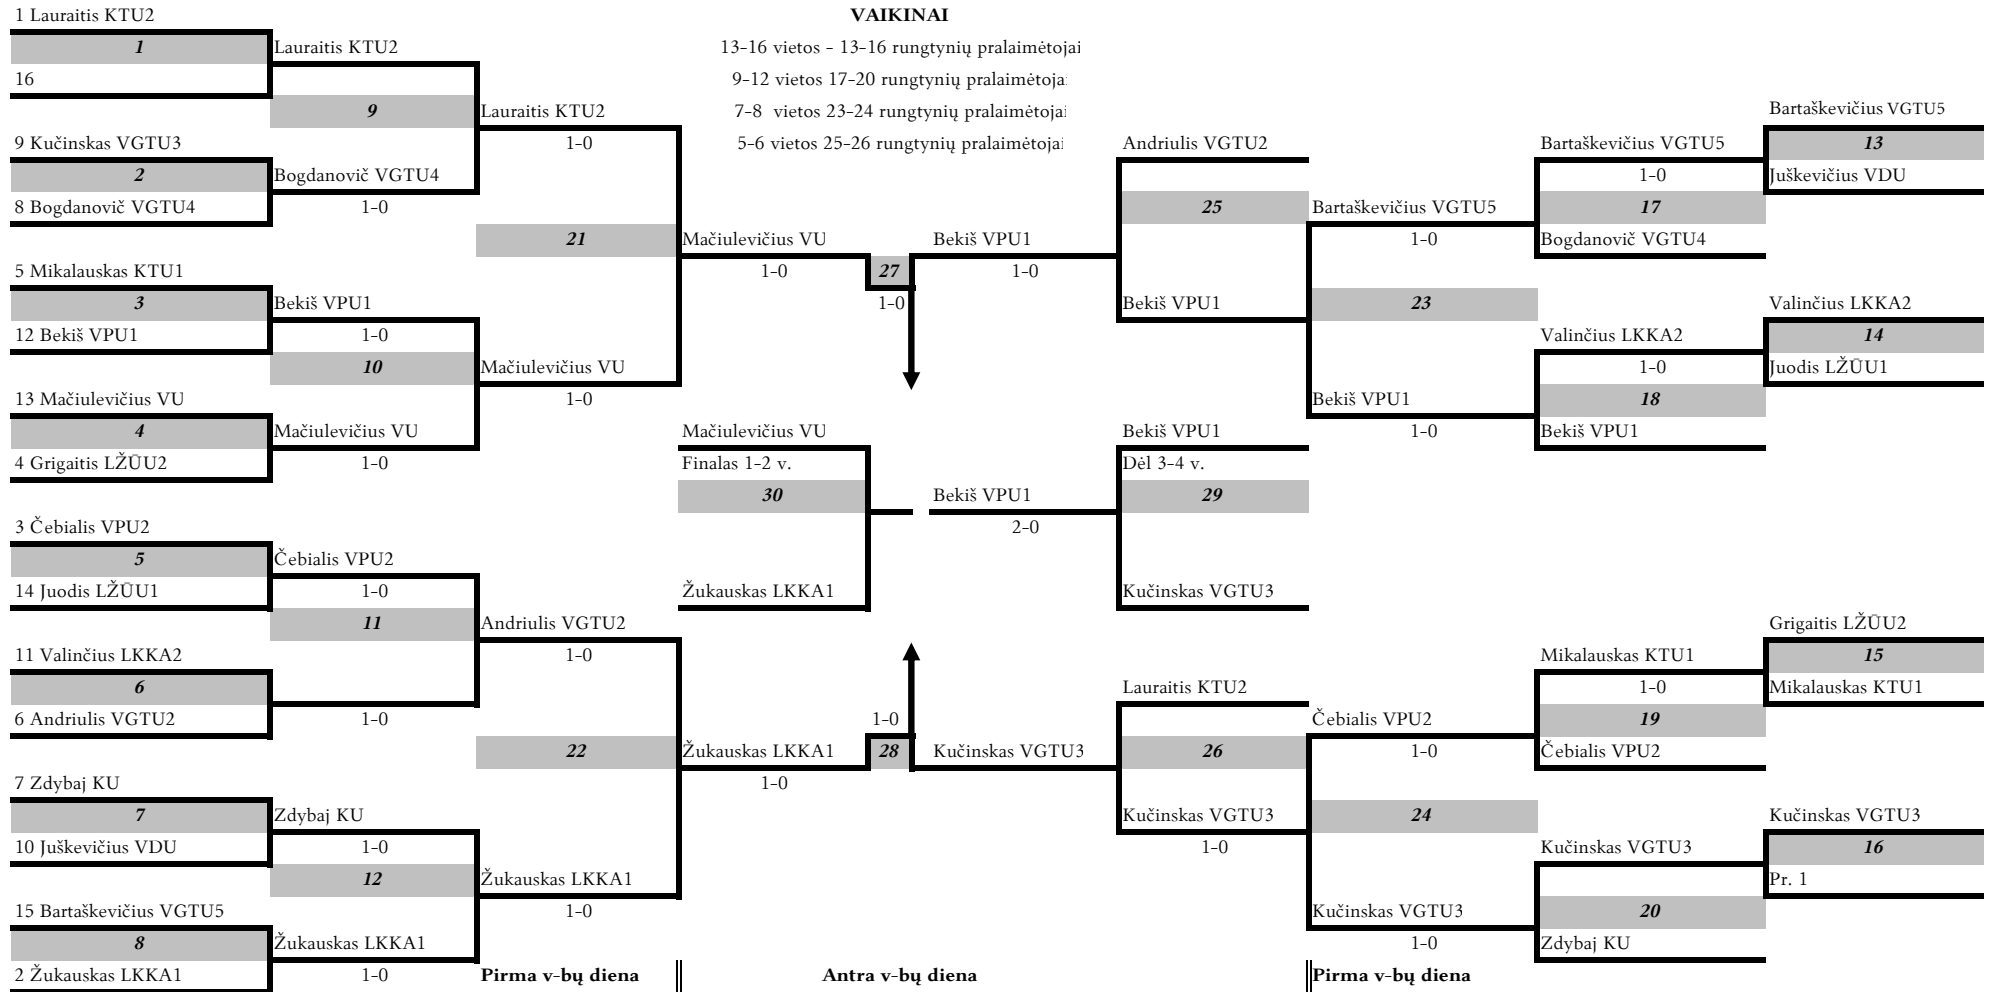 1 Lauraitis KTU2
VAIKINAI
1
Lauraitis KTU2
13-16 vietos - 13-16 rungtynių pralaimėtojai
16
9-12 vietos 17-20 rungtynių pralaimėtojai
9
Lauraitis KTU2
7-8 vietos 23-24 rungtynių pralaimėtojai
Bartaškevičius VGTU5
9 Kučinskas VGTU3
1-0
5-6 vietos 25-26 rungtynių pralaimėtojai
Andriulis VGTU2
Bartaškevičius VGTU5
13
2
Bogdanovič VGTU4
1-0
Juškevičius VDU
8 Bogdanovič VGTU4
1-0
25
Bartaškevičius VGTU5
17
21
Mačiulevičius VU
Bekiš VPU1
1-0
Bogdanovič VGTU4
5 Mikalauskas KTU1
1-0
27
1-0
3
Bekiš VPU1
1-0
Bekiš VPU1
23
Valinčius LKKA2
12 Bekiš VPU1
1-0
Valinčius LKKA2
14
10
Mačiulevičius VU
1-0
Juodis LŽŪU1
13 Mačiulevičius VU
1-0
Bekiš VPU1
18
4
Mačiulevičius VU
Mačiulevičius VU
Bekiš VPU1
1-0
Bekiš VPU1
4 Grigaitis LŽŪU2
1-0
Finalas 1-2 v.
Dėl 3-4 v.
30
Bekiš VPU1
29
3 Čebialis VPU2
2-0
5
Čebialis VPU2
14 Juodis LŽŪU1
1-0
Žukauskas LKKA1
Kučinskas VGTU3
11
Andriulis VGTU2
Grigaitis LŽŪU2
11 Valinčius LKKA2
1-0
Mikalauskas KTU1
15
6
Lauraitis KTU2
1-0
Mikalauskas KTU1
6 Andriulis VGTU2
1-0
1-0
Čebialis VPU2
19
22
Žukauskas LKKA1
28
Kučinskas VGTU3
26
1-0
Čebialis VPU2
7 Zdybaj KU
1-0
7
Zdybaj KU
Kučinskas VGTU3
24
Kučinskas VGTU3
10 Juškevičius VDU
1-0
1-0
Kučinskas VGTU3
16
12
Žukauskas LKKA1
Pr. 1
15 Bartaškevičius VGTU5
1-0
Kučinskas VGTU3
20
8
Žukauskas LKKA1
1-0
Zdybaj KU
2 Žukauskas LKKA1
1-0
Pirma v-bų diena
Antra v-bų diena
Pirma v-bų diena